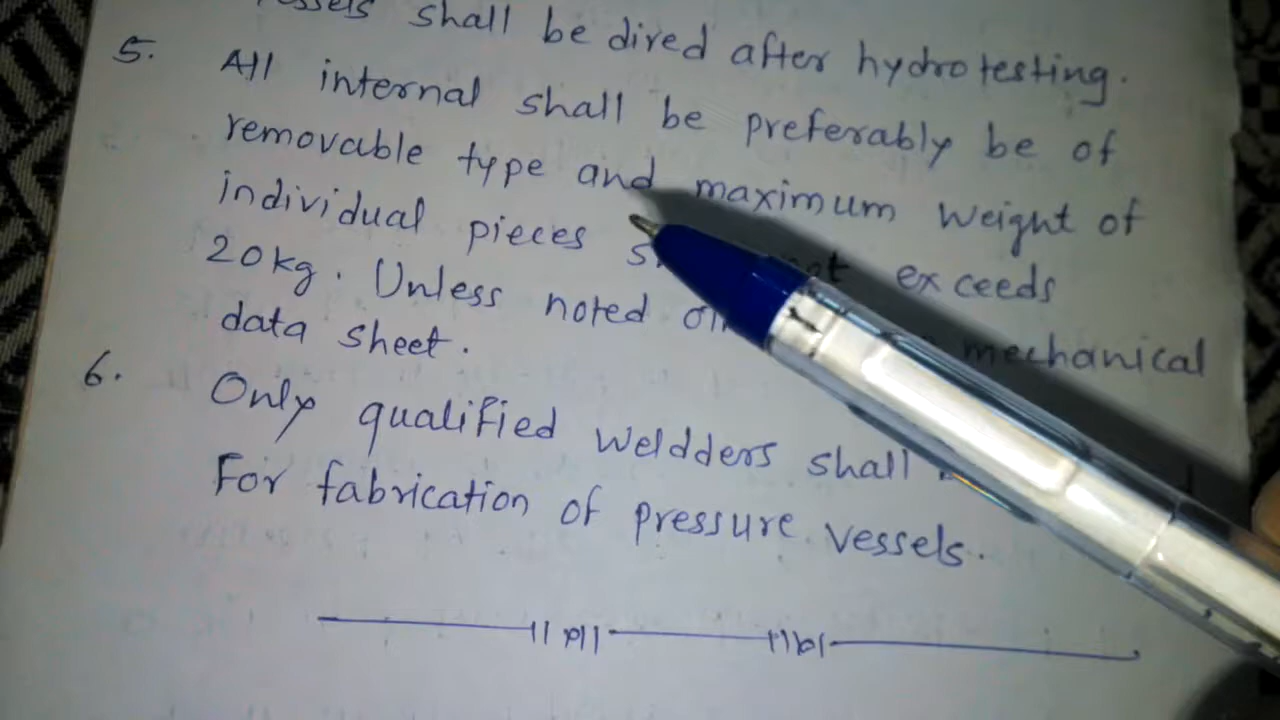 vessels shall be dired after hydrotesting.
5. All internal shall be preferably be of
removable type and maximum weight of
individual pieces exceeds
20kg. Unless noted mechanical
data sheet.
6. Only qualified weldders shall
For fabrication of pressure vessels.